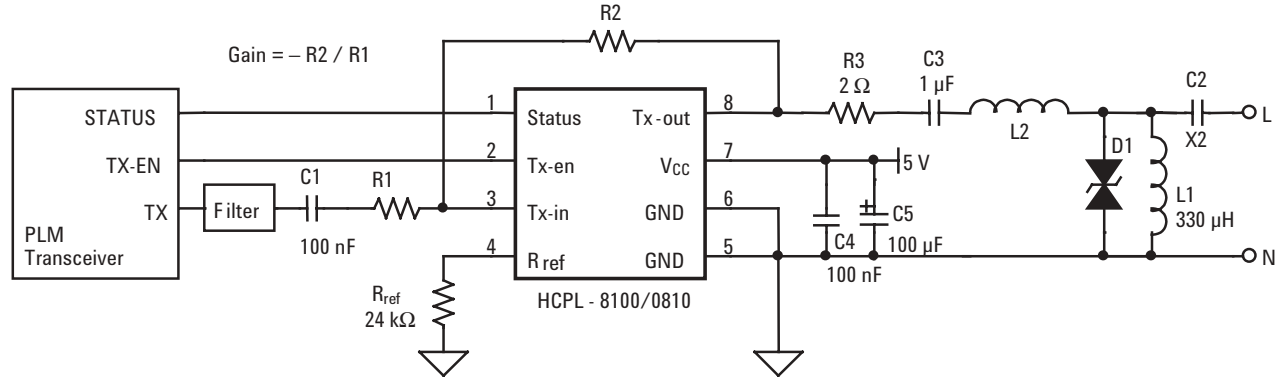 R2
Gain = – R2 / R1
R3
2 Ω
C3
1 µF
C2
X2
L
STATUS
1
Status
Tx-out
8
L2
D1
TX-EN
2
Tx-en
VCC
7
5 V
C1
100 nF
R1
TX
Filter
3
Tx-in
GND
6
L1
330 µH
C4
100 nF
C5
100 µF
+
PLM
Transceiver
4
R ref
GND
5
N
Rref
24 kΩ
HCPL - 8100/0810